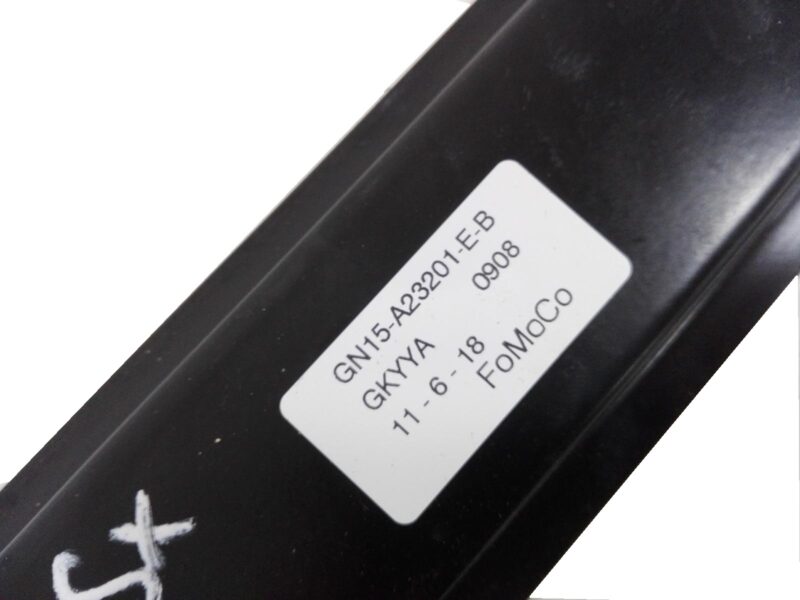 GN15-A23201-E-B
GKYYA 0908
11 - 6 - 18
FoMoCo